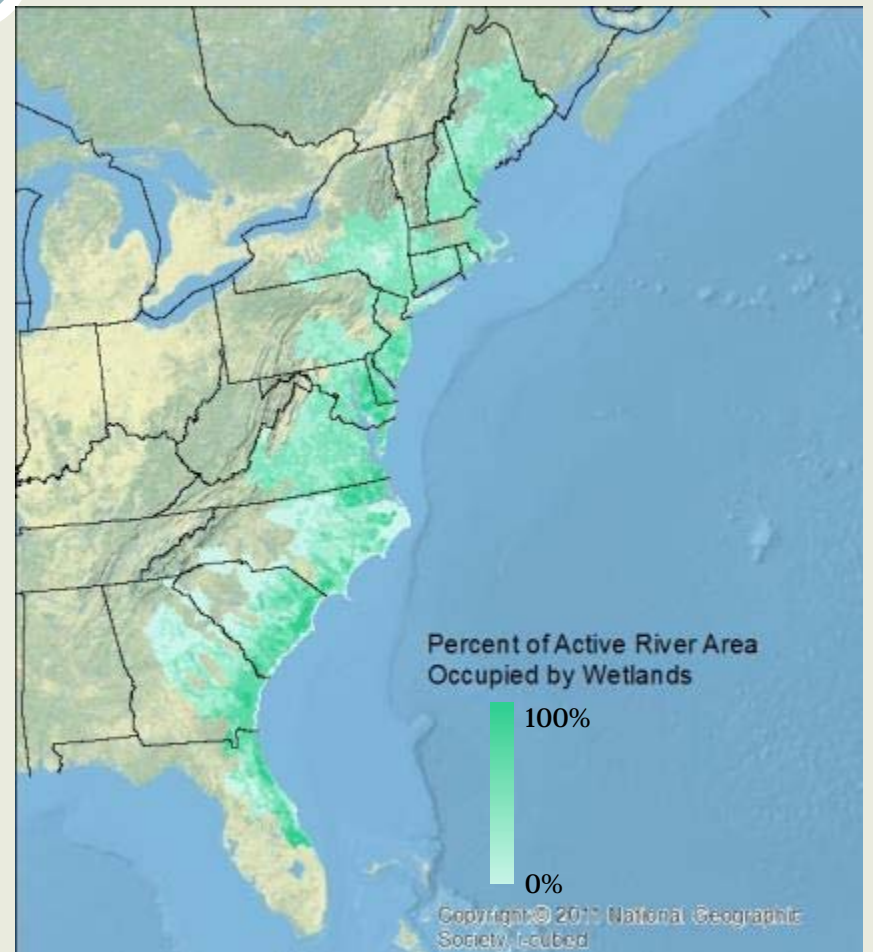 Percent of Active River Area
Occupied by Wetlands
100%
0%
Copyright:© 2011 National Geographic
Society, i-cubed